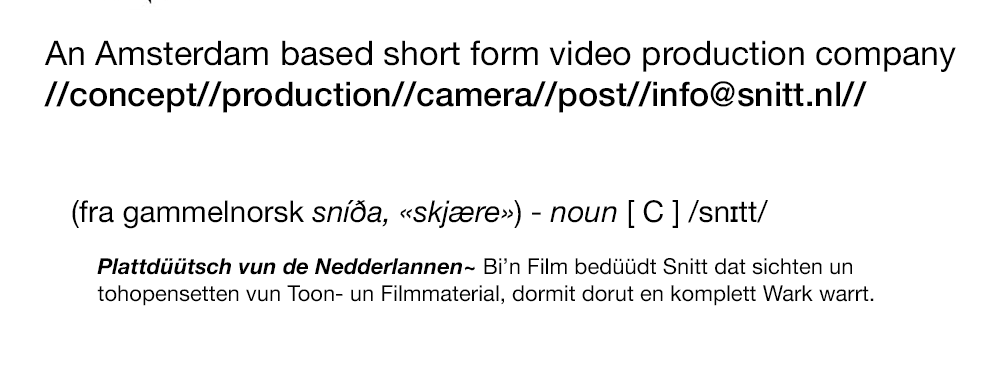 An Amsterdam based short form video production company
//concept//production//camera//post//info@snitt.nl//
(fra gammelnorsk sníða, «skjære») - noun [ C ] /snɪtt/
Plattdüütsch vun de Nedderlannen~ Bi’n Film bedüüdt Snitt dat sichten un
tohopensetten vun Toon- un Filmmaterial, dormit dorut en komplett Wark warrt.